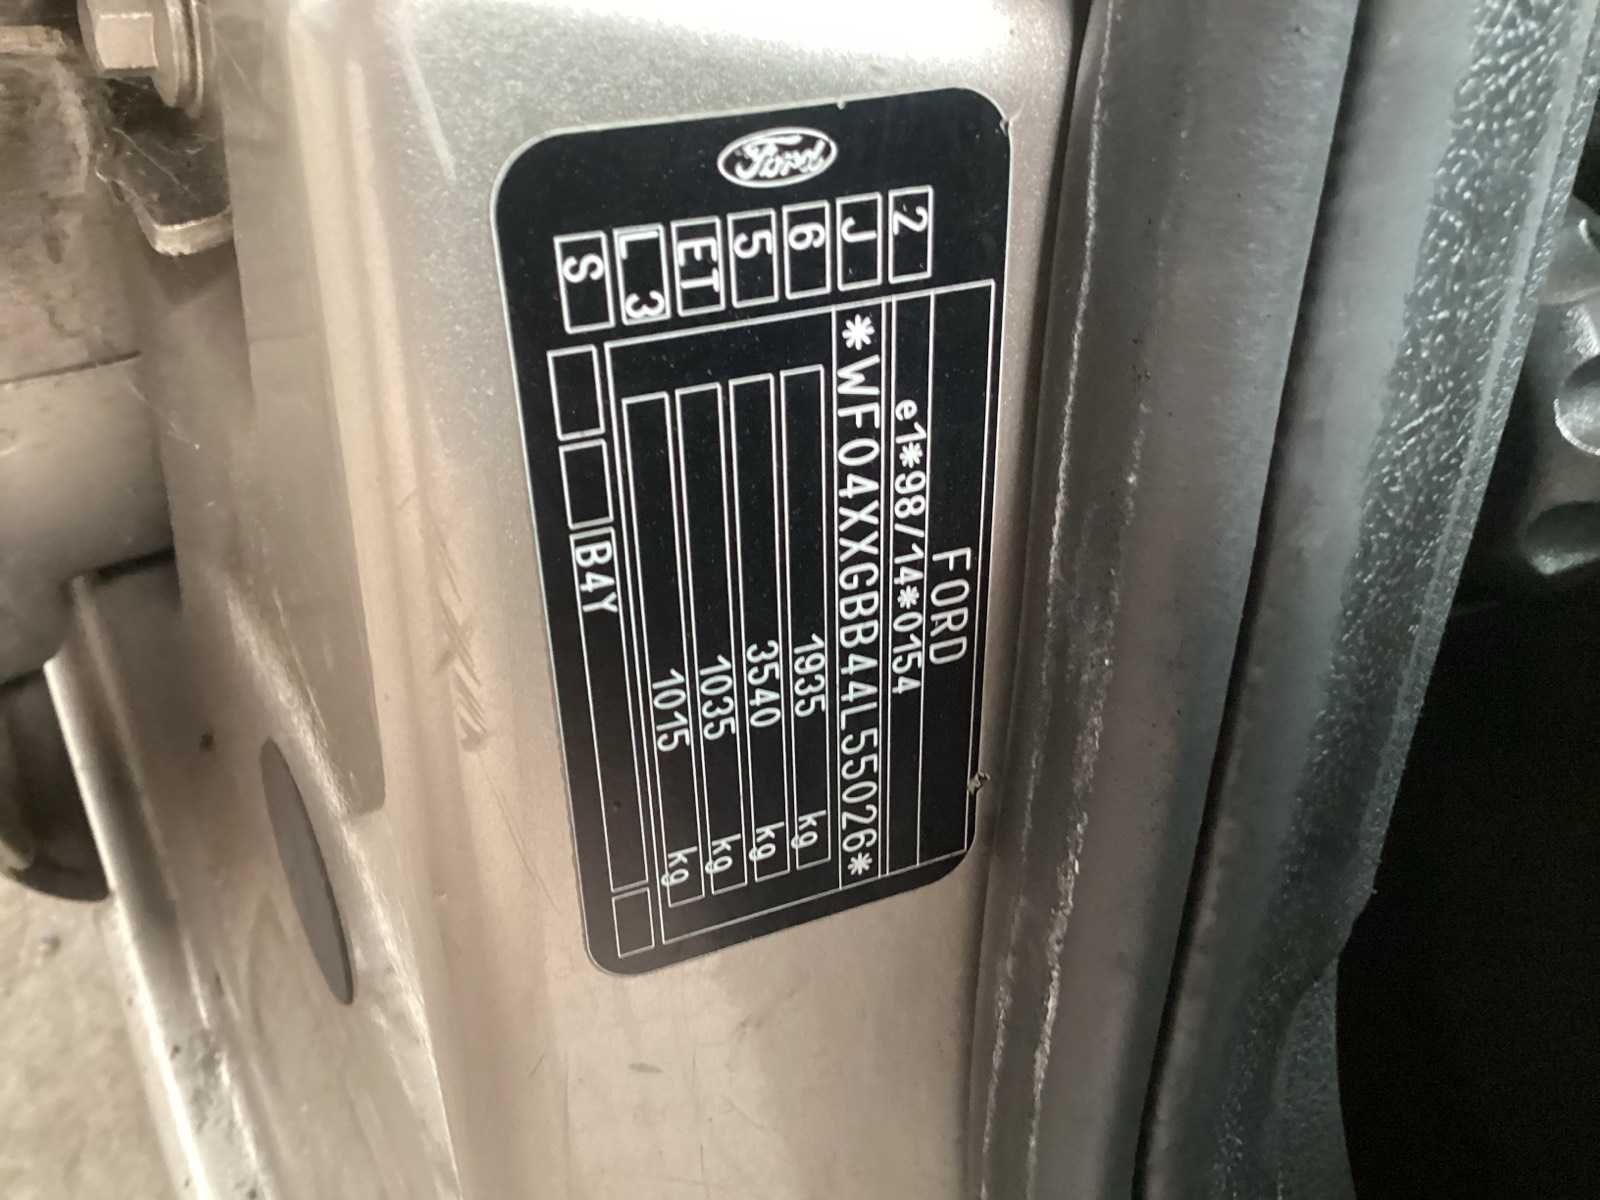 Ford
2 J 6 5 ET L3 S
FORD
e1*98/14*0154
*WF04XXGBB44L55026*
1935 kg
3540 kg
1035 kg
1015 kg
B4Y